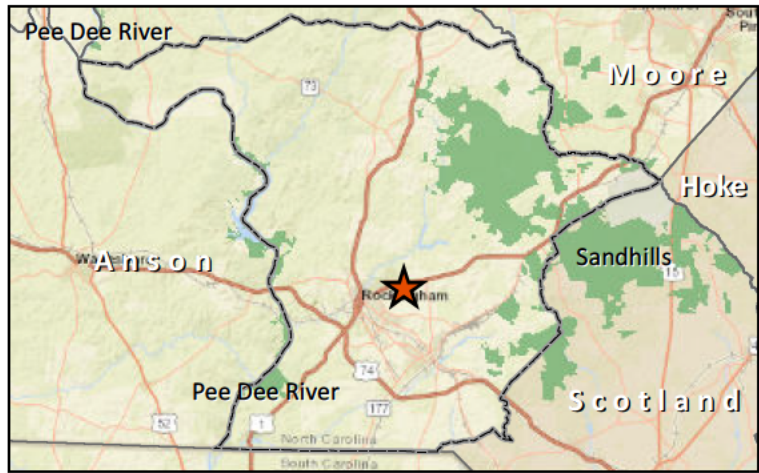 Pee Dee River
Moore
73
Hoke
Anson
Sandhills
15
Rockingham
Pee Dee River
74
177
Scotland
52
1
North Carolina
South Carolina